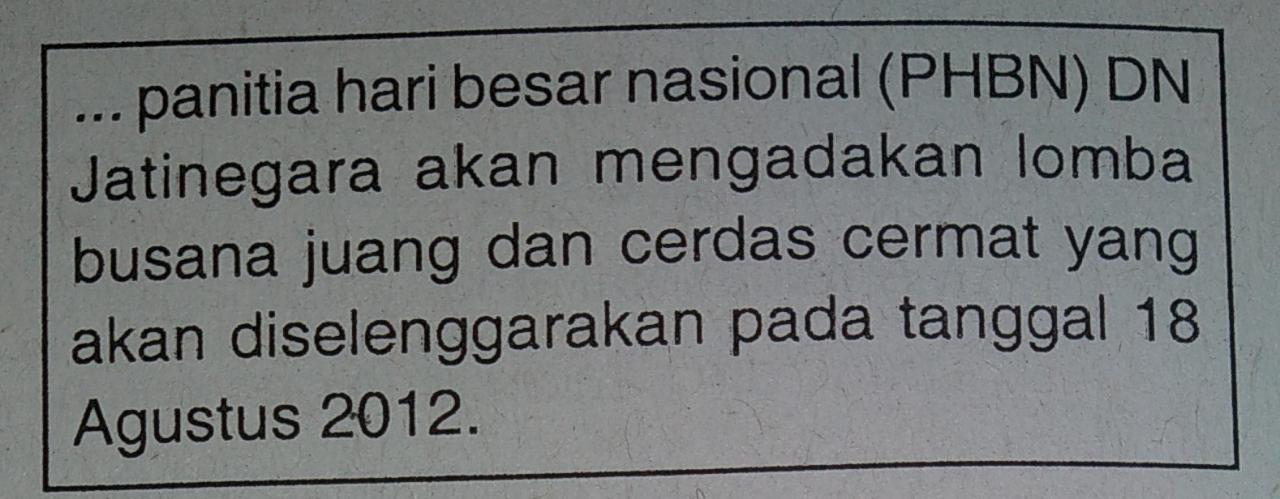 ... panitia hari besar nasional (PHBN) DN
Jatinegara akan mengadakan lomba
busana juang dan cerdas cermat yang
akan diselenggarakan pada tanggal 18
Agustus 2012.